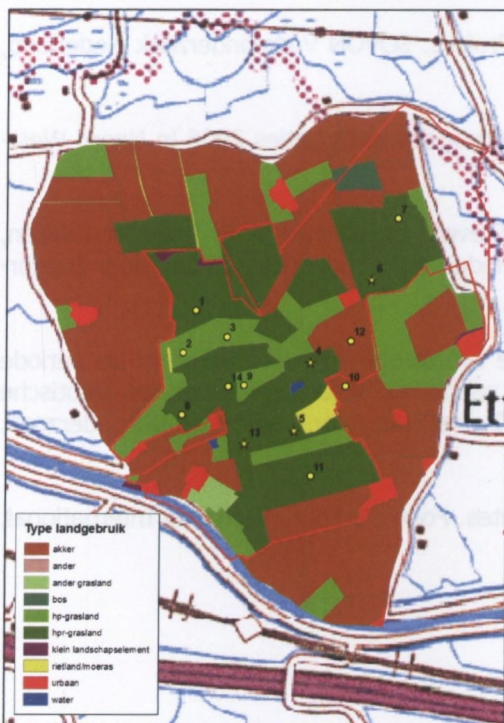 7
6
1
3
12
2
4
14
9
10
8
5
13
11
Ett
Type landgebruik
akker
ander
ander grasland
bos
hp-grasland
hpr-grasland
klein landschapselement
rietland/moeras
urbaan
water